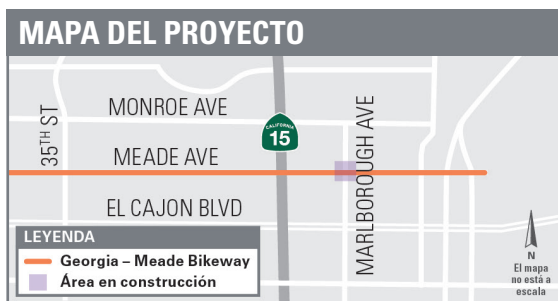 MAPA DEL PROYECTO
35TH ST
MONROE AVE
CALIFORNIA
15
MARLBOROUGH AVE
MEADE AVE
EL CAJON BLVD
LEYENDA
Georgia – Meade Bikeway
Área en construcción
N
El mapa
no está a
escala